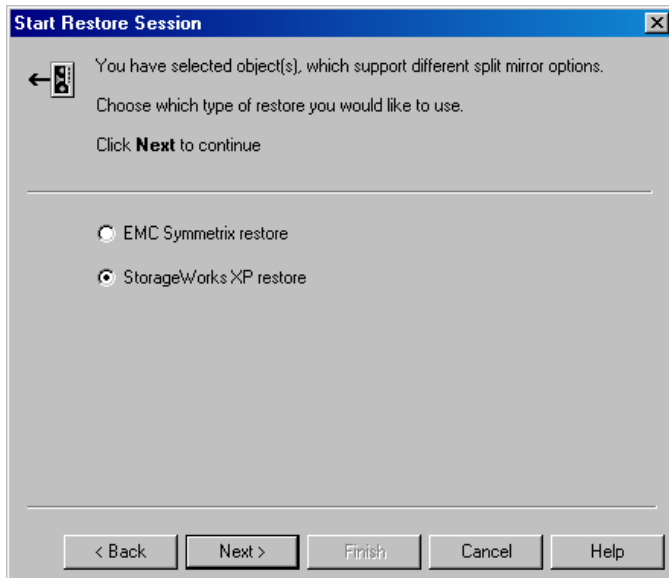 Start Restore Session
You have selected object(s), which support different split mirror options.
Choose which type of restore you would like to use.
Click Next to continue
EMC Symmetrix restore
StorageWorks XP restore
< Back
Next >
Finish
Cancel
Help